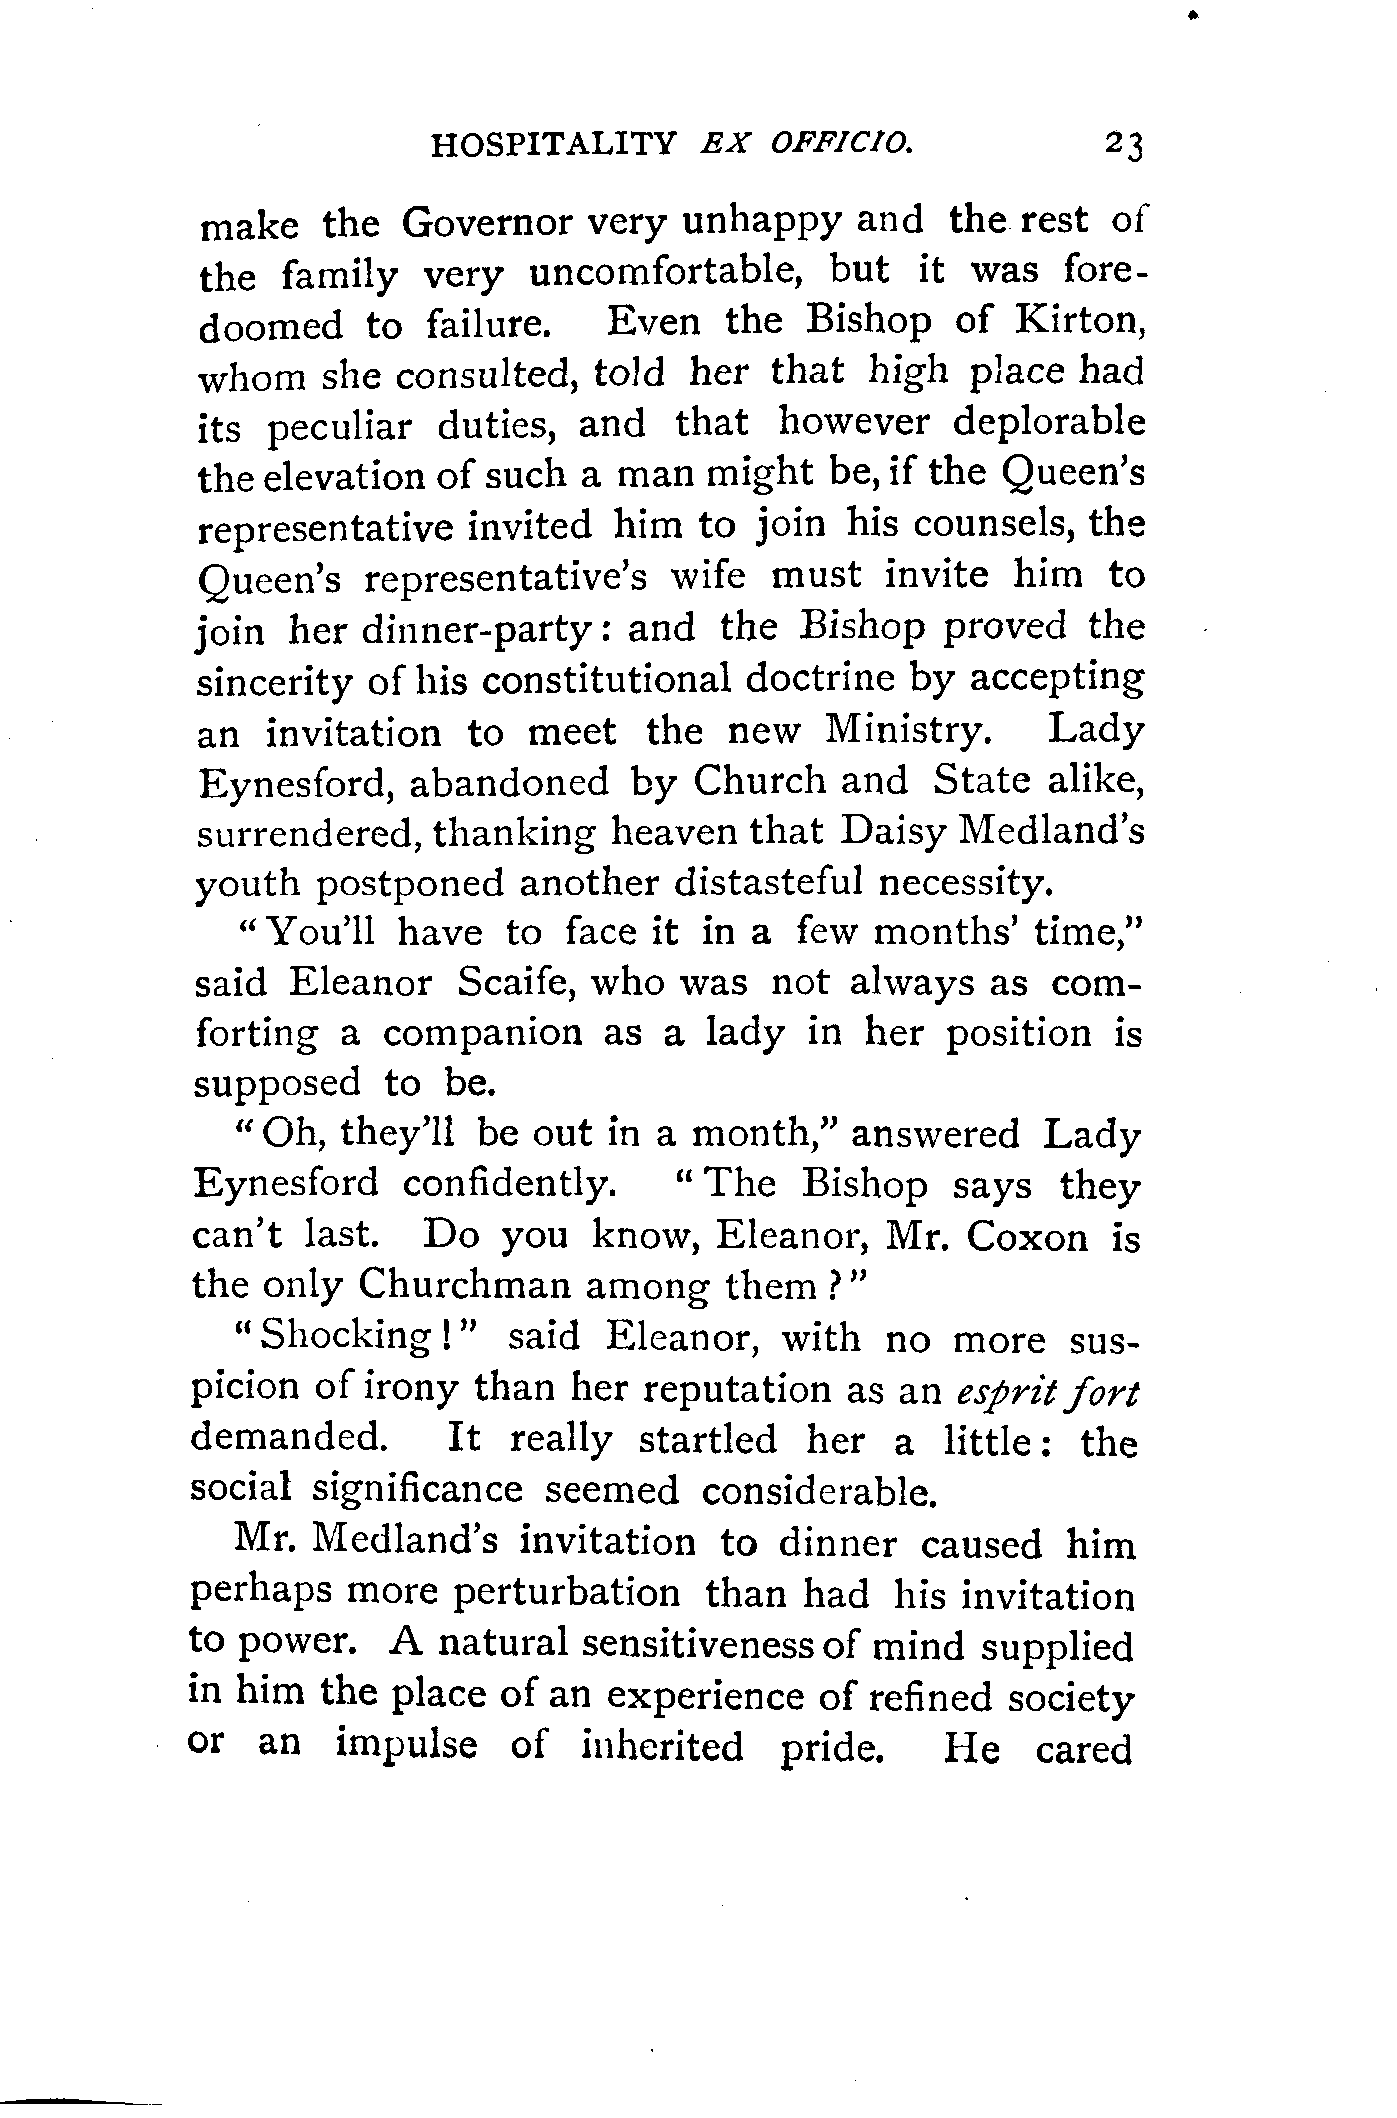 HOSPITALITY EX OFFICIO. 23
make the Governor very unhappy and the rest of
the family very uncomfortable, but it was fore-
doomed to failure. Even the Bishop of Kirton,
whom she consulted, told her that high place had
its peculiar duties, and that however deplorable
the elevation of such a man might be, if the Queen's
representative invited him to join his counsels, the
Queen's representative's wife must invite him to
join her dinner-party: and the Bishop proved the
sincerity of his constitutional doctrine by accepting
an invitation to meet the new Ministry. Lady
Eynesford, abandoned by Church and State alike,
surrendered, thanking heaven that Daisy Medland's
youth postponed another distasteful necessity.
"You'll have to face it in a few months' time,"
said Eleanor Scaife, who was not always as com-
forting a companion as a lady in her position is
supposed to be.
"Oh, they'll be out in a month," answered Lady
Eynesford confidently. "The Bishop says they
can't last. Do you know, Eleanor, Mr. Coxon is
the only Churchman among them?"
"Shocking!" said Eleanor, with no more sus-
picion of irony than her reputation as an esprit fort
demanded. It really startled her a little: the
social significance seemed considerable.
Mr. Medland's invitation to dinner caused him
perhaps more perturbation than had his invitation
to power. A natural sensitiveness of mind supplied
in him the place of an experience of refined society
or an impulse of inherited pride. He cared